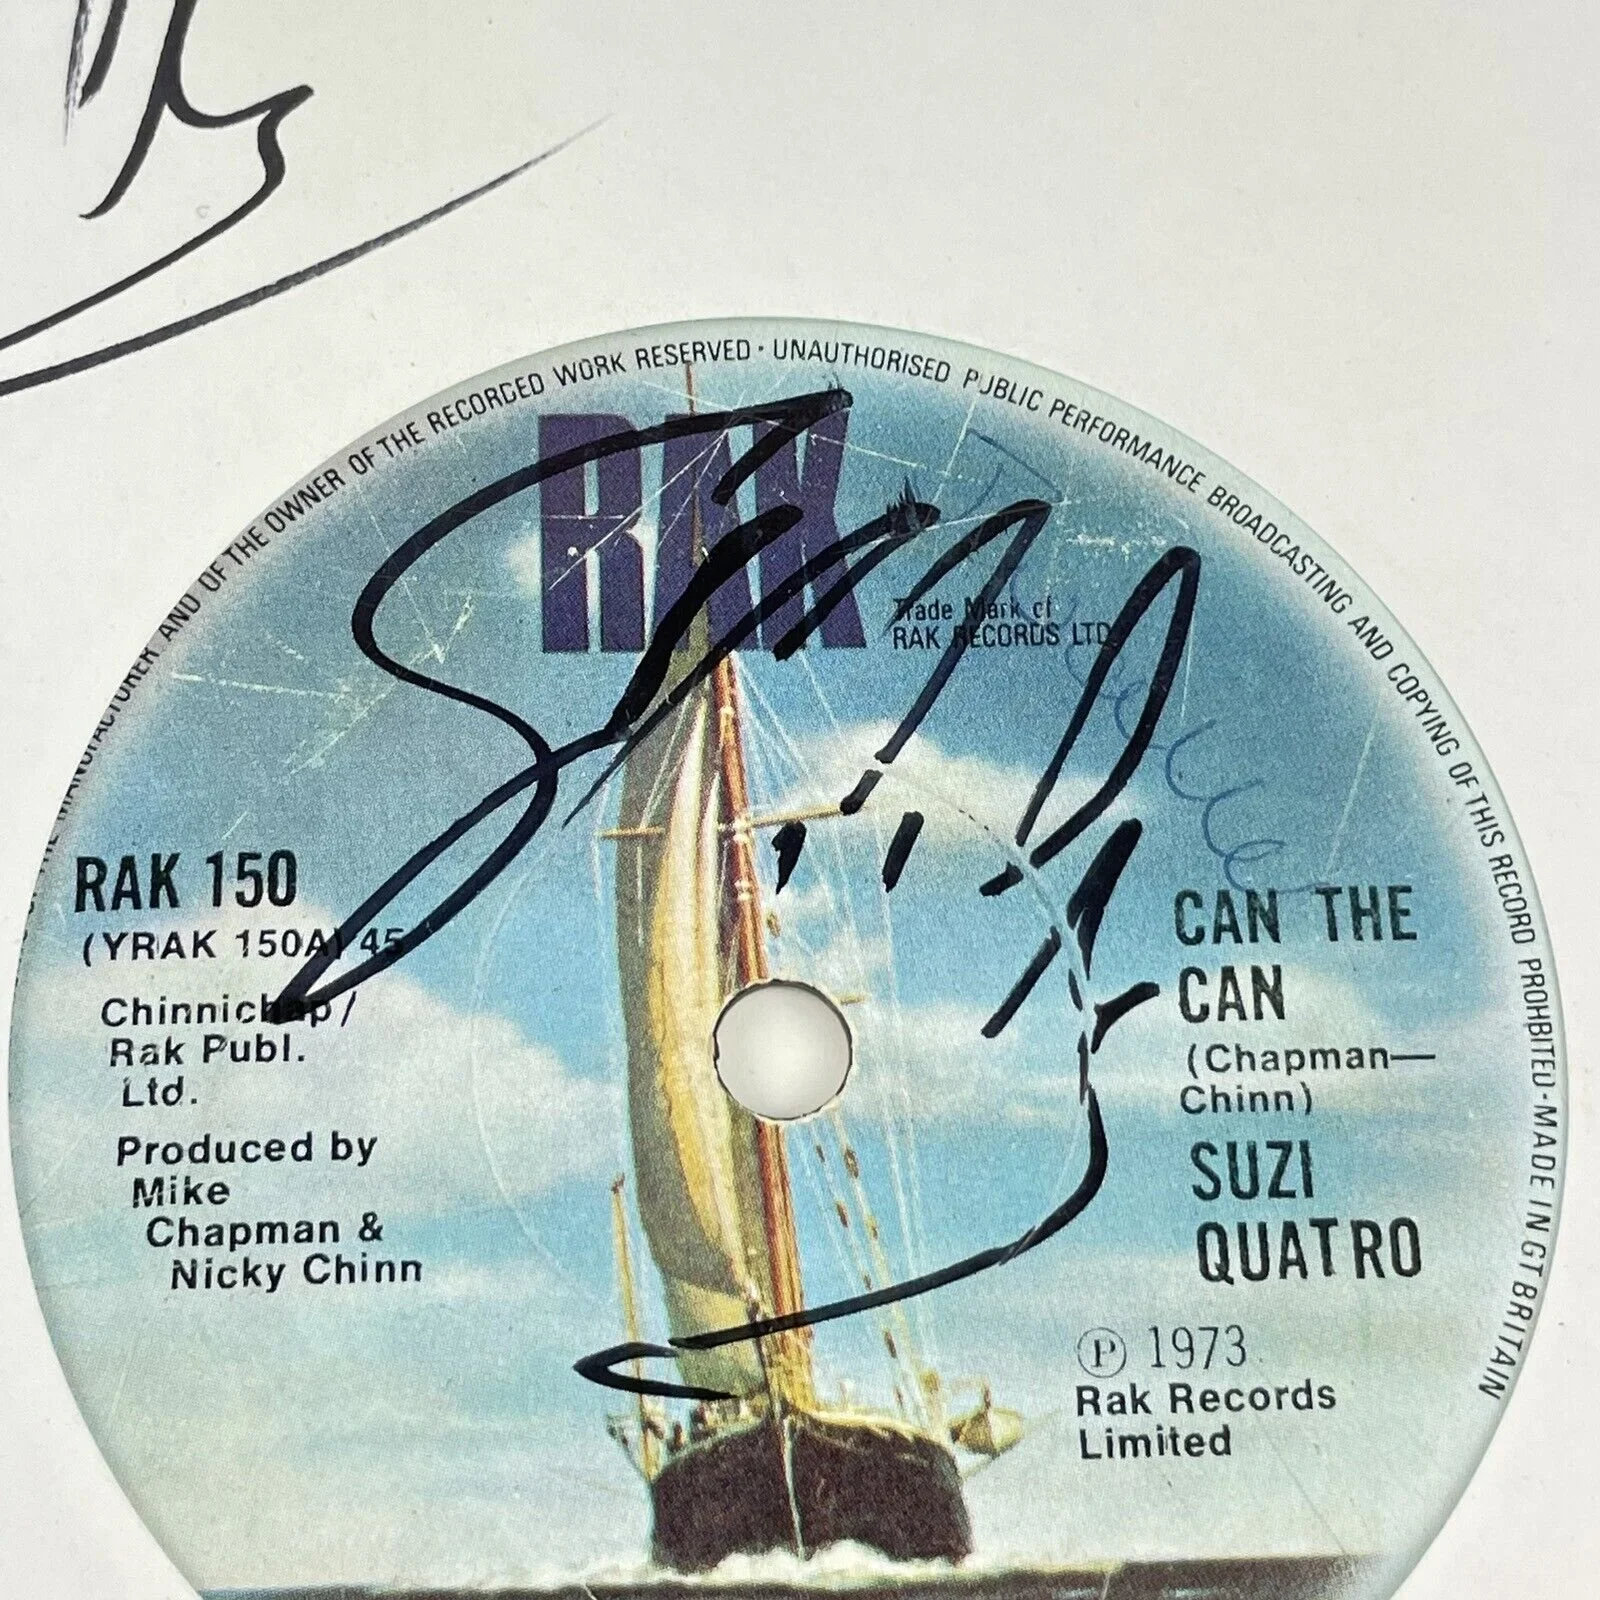 MANUFACTURER AND OF THE OWNER OF THE RECORDED WORK RESERVED · UNAUTHORISED PUBLIC PERFORMANCE BROADCASTING AND COPYING OF THIS RECORD PROHIBITED · MADE IN GT BRITAIN
RAK
Trade Mark of
RAK RECORDS LTD.
RAK 150
(YRAK 150A) 45
Chinnichap/
Rak Publ.
Ltd.
Produced by
Mike
Chapman &
Nicky Chinn
CAN THE
CAN
(Chapman—
Chinn)
SUZI
QUATRO
Ⓟ 1973
Rak Records
Limited